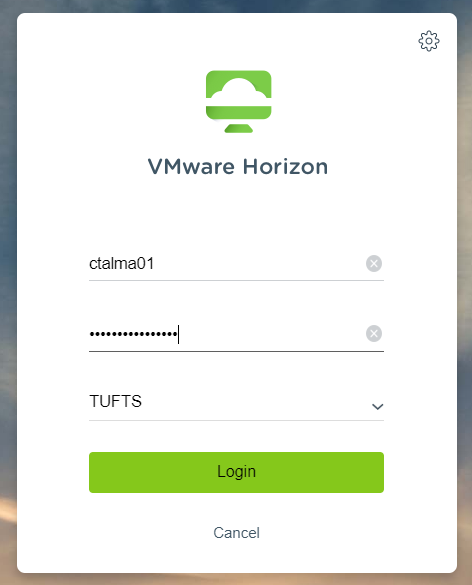 VMware Horizon
ctalma01
••••••••••••••••
TUFTS
Login
Cancel